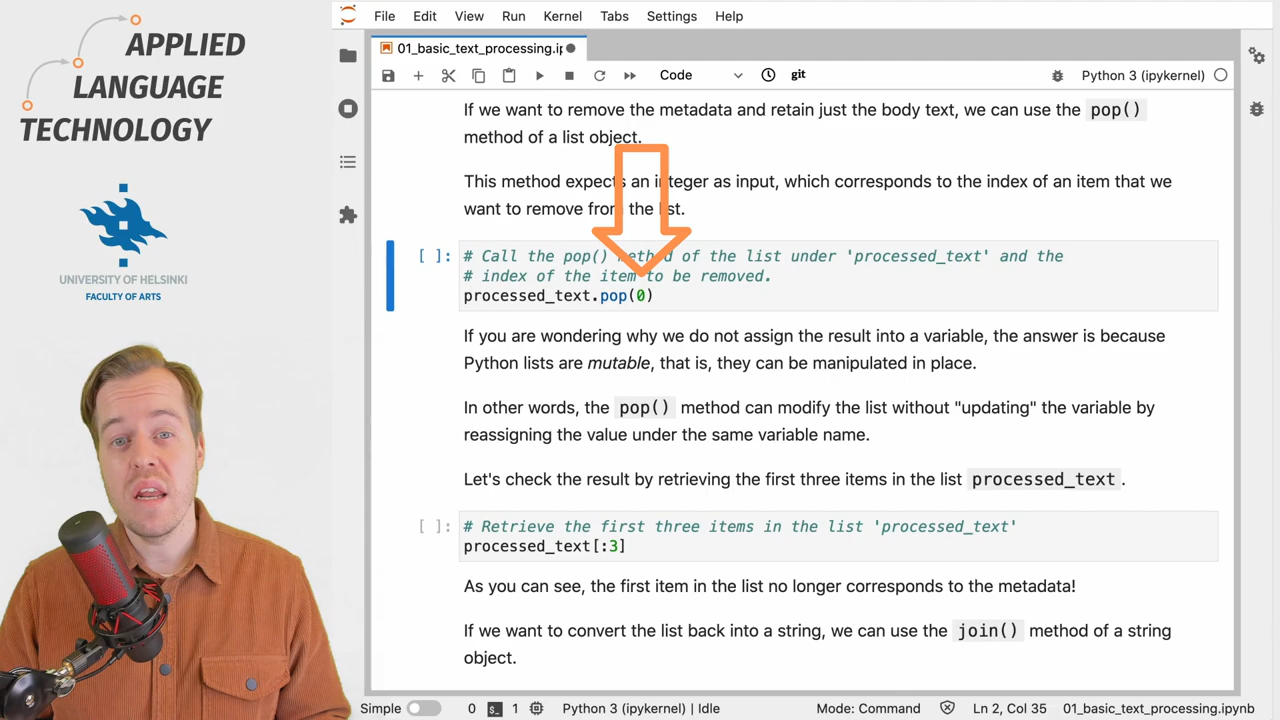 APPLIED
LANGUAGE
TECHNOLOGY
UNIVERSITY OF HELSINKI
FACULTY OF ARTS
File Edit View Run Kernel Tabs Settings Help
01_basic_text_processing.ip
Code
git
Python 3 (ipykernel)
If we want to remove the metadata and retain just the body text, we can use the pop()
method of a list object.
This method expects an integer as input, which corresponds to the index of an item that we
want to remove from the list.
[ ]: # Call the pop() method of the list under 'processed_text' and the
# index of the item to be removed.
processed_text.pop(0)
If you are wondering why we do not assign the result into a variable, the answer is because
Python lists are mutable, that is, they can be manipulated in place.
In other words, the pop() method can modify the list without "updating" the variable by
reassigning the value under the same variable name.
Let's check the result by retrieving the first three items in the list processed_text.
[ ]: # Retrieve the first three items in the list 'processed_text'
processed_text[:3]
As you can see, the first item in the list no longer corresponds to the metadata!
If we want to convert the list back into a string, we can use the join() method of a string
object.
Simple 0 $_ 1 Python 3 (ipykernel) | Idle Mode: Command Ln 2, Col 35 01_basic_text_processing.ipynb